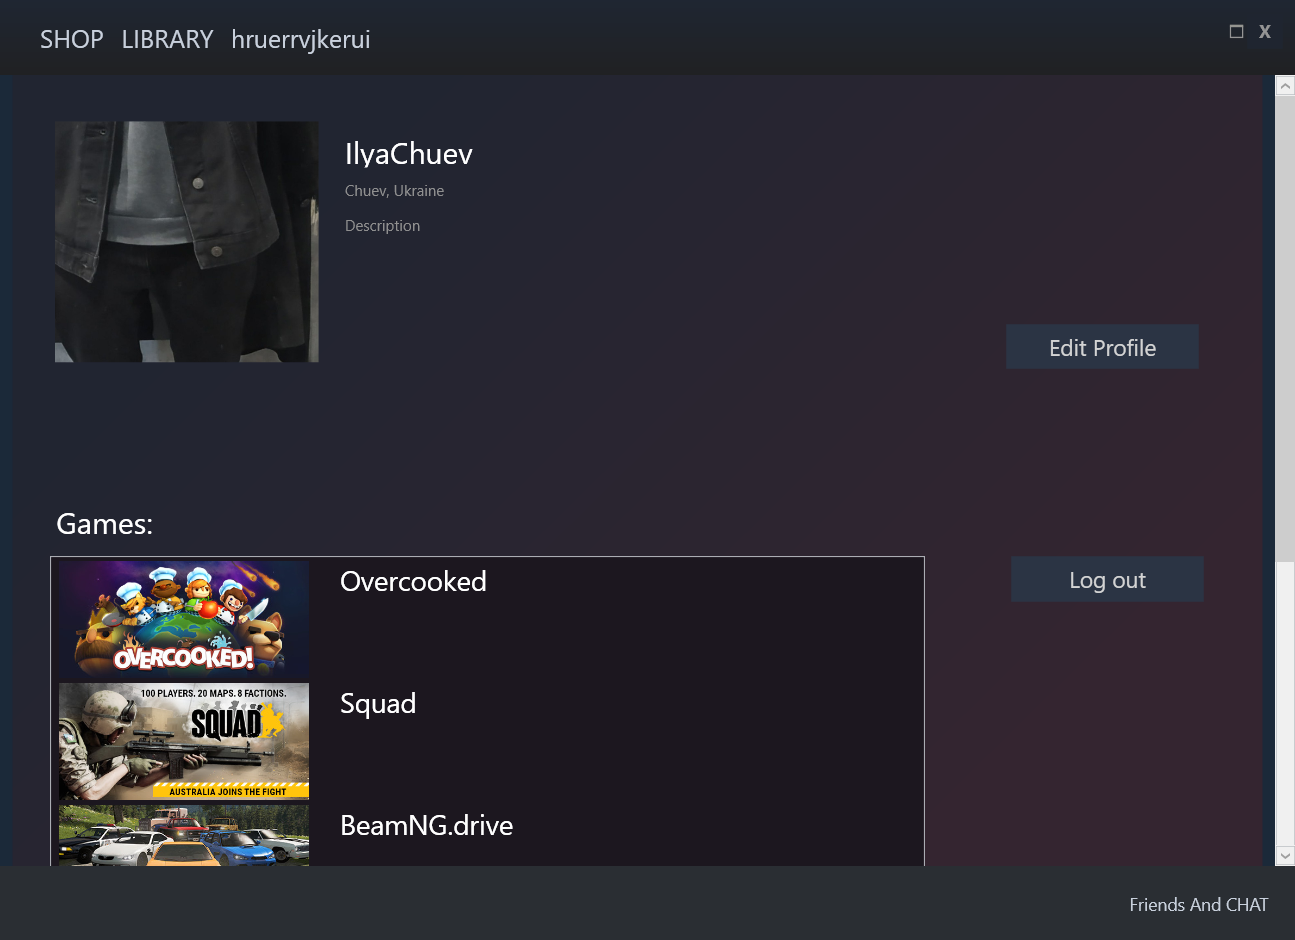 SHOP LIBRARY hruerrvjkerui
X
IlyaChuev
Chuev, Ukraine
Description
Edit Profile
Games:
OVERCOOKED!
Overcooked
Log out
100 PLAYERS. 20 MAPS. 8 FACTIONS.
SQUAD
AUSTRALIA JOINS THE FIGHT
Squad
BeamNG.drive
Friends And CHAT